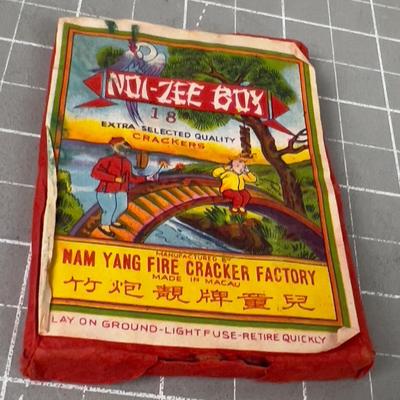 NOI-ZEE BOY
18
EXTRA SELECTED QUALITY
CRACKERS
MANUFACTURED BY
NAM YANG FIRE CRACKER FACTORY
MADE IN MACAU
竹炮靚牌童兒
LAY ON GROUND-LIGHT FUSE-RETIRE QUICKLY